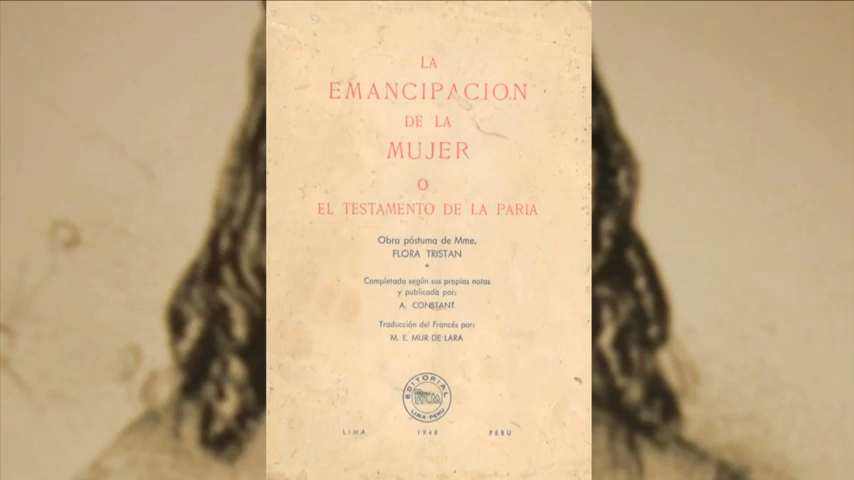 LA
EMANCIPACION
DE LA
MUJER
O
EL TESTAMENTO DE LA PARIA
Obra póstuma de Mme.
FLORA TRISTAN
*
Completada según sus propias notas
y publicada por:
A. CONSTANT
Traducción del Francés por:
M. E. MUR DE LARA
EDITORIAL
LIMA-PERU
LIMA 1948 PERU